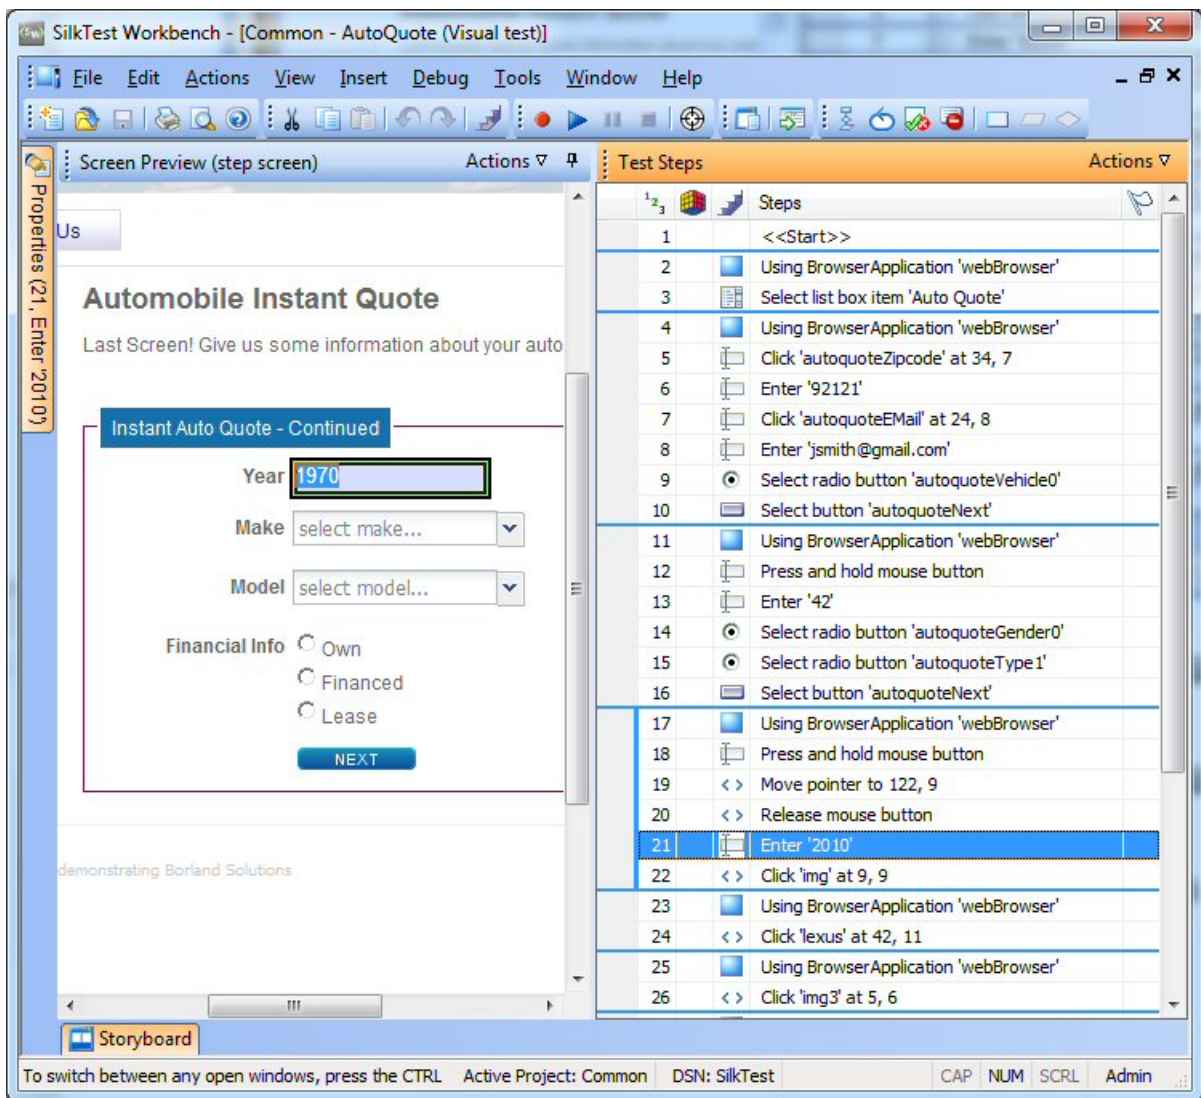 SilkTest Workbench - [Common - AutoQuote (Visual test)]
File Edit Actions View Insert Debug Tools Window Help
Properties (21, Enter '2010')
Screen Preview (step screen) Actions
Us
Automobile Instant Quote
Last Screen! Give us some information about your auto
Instant Auto Quote - Continued
Year 1970
Make select make...
Model select model...
Financial Info Own
Financed
Lease
NEXT
demonstrating Borland Solutions
Storyboard
Test Steps Actions
1 2 3 Steps
1 <<Start>>
2 Using BrowserApplication 'webBrowser'
3 Select list box item 'Auto Quote'
4 Using BrowserApplication 'webBrowser'
5 Click 'autoquoteZipcode' at 34, 7
6 Enter '92121'
7 Click 'autoquoteEMail' at 24, 8
8 Enter 'jsmith@gmail.com'
9 Select radio button 'autoquoteVehicle0'
10 Select button 'autoquoteNext'
11 Using BrowserApplication 'webBrowser'
12 Press and hold mouse button
13 Enter '42'
14 Select radio button 'autoquoteGender0'
15 Select radio button 'autoquoteType1'
16 Select button 'autoquoteNext'
17 Using BrowserApplication 'webBrowser'
18 Press and hold mouse button
19 Move pointer to 122, 9
20 Release mouse button
21 Enter '2010'
22 Click 'img' at 9, 9
23 Using BrowserApplication 'webBrowser'
24 Click 'lexus' at 42, 11
25 Using BrowserApplication 'webBrowser'
26 Click 'img3' at 5, 6
To switch between any open windows, press the CTRL Active Project: Common DSN: SilkTest CAP NUM SCRL Admin